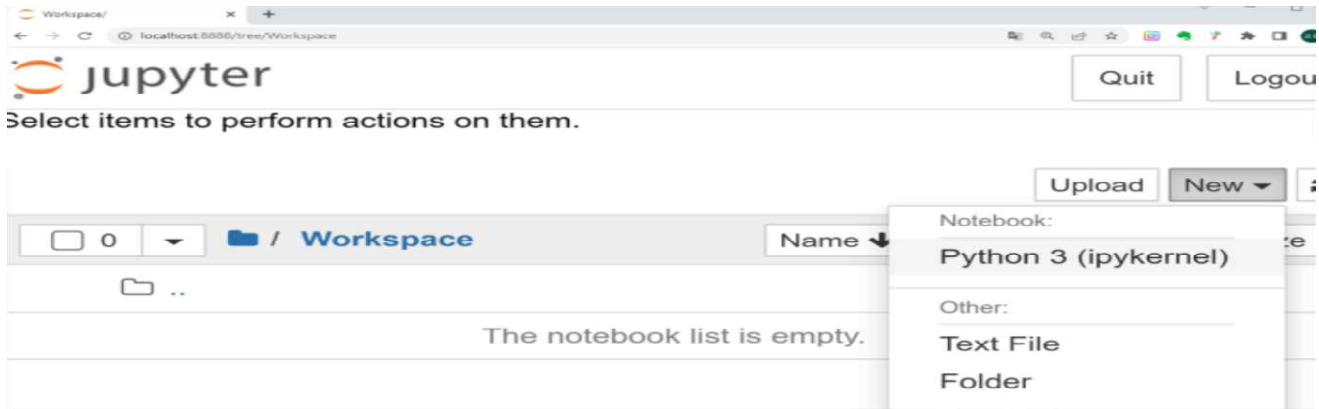 Workspace/
localhost:8888/tree/Workspace
jupyter
Quit
Logou
Select items to perform actions on them.
Upload
New
0
/ Workspace
Name
Notebook:
Python 3 (ipykernel)
..
The notebook list is empty.
Other:
Text File
Folder